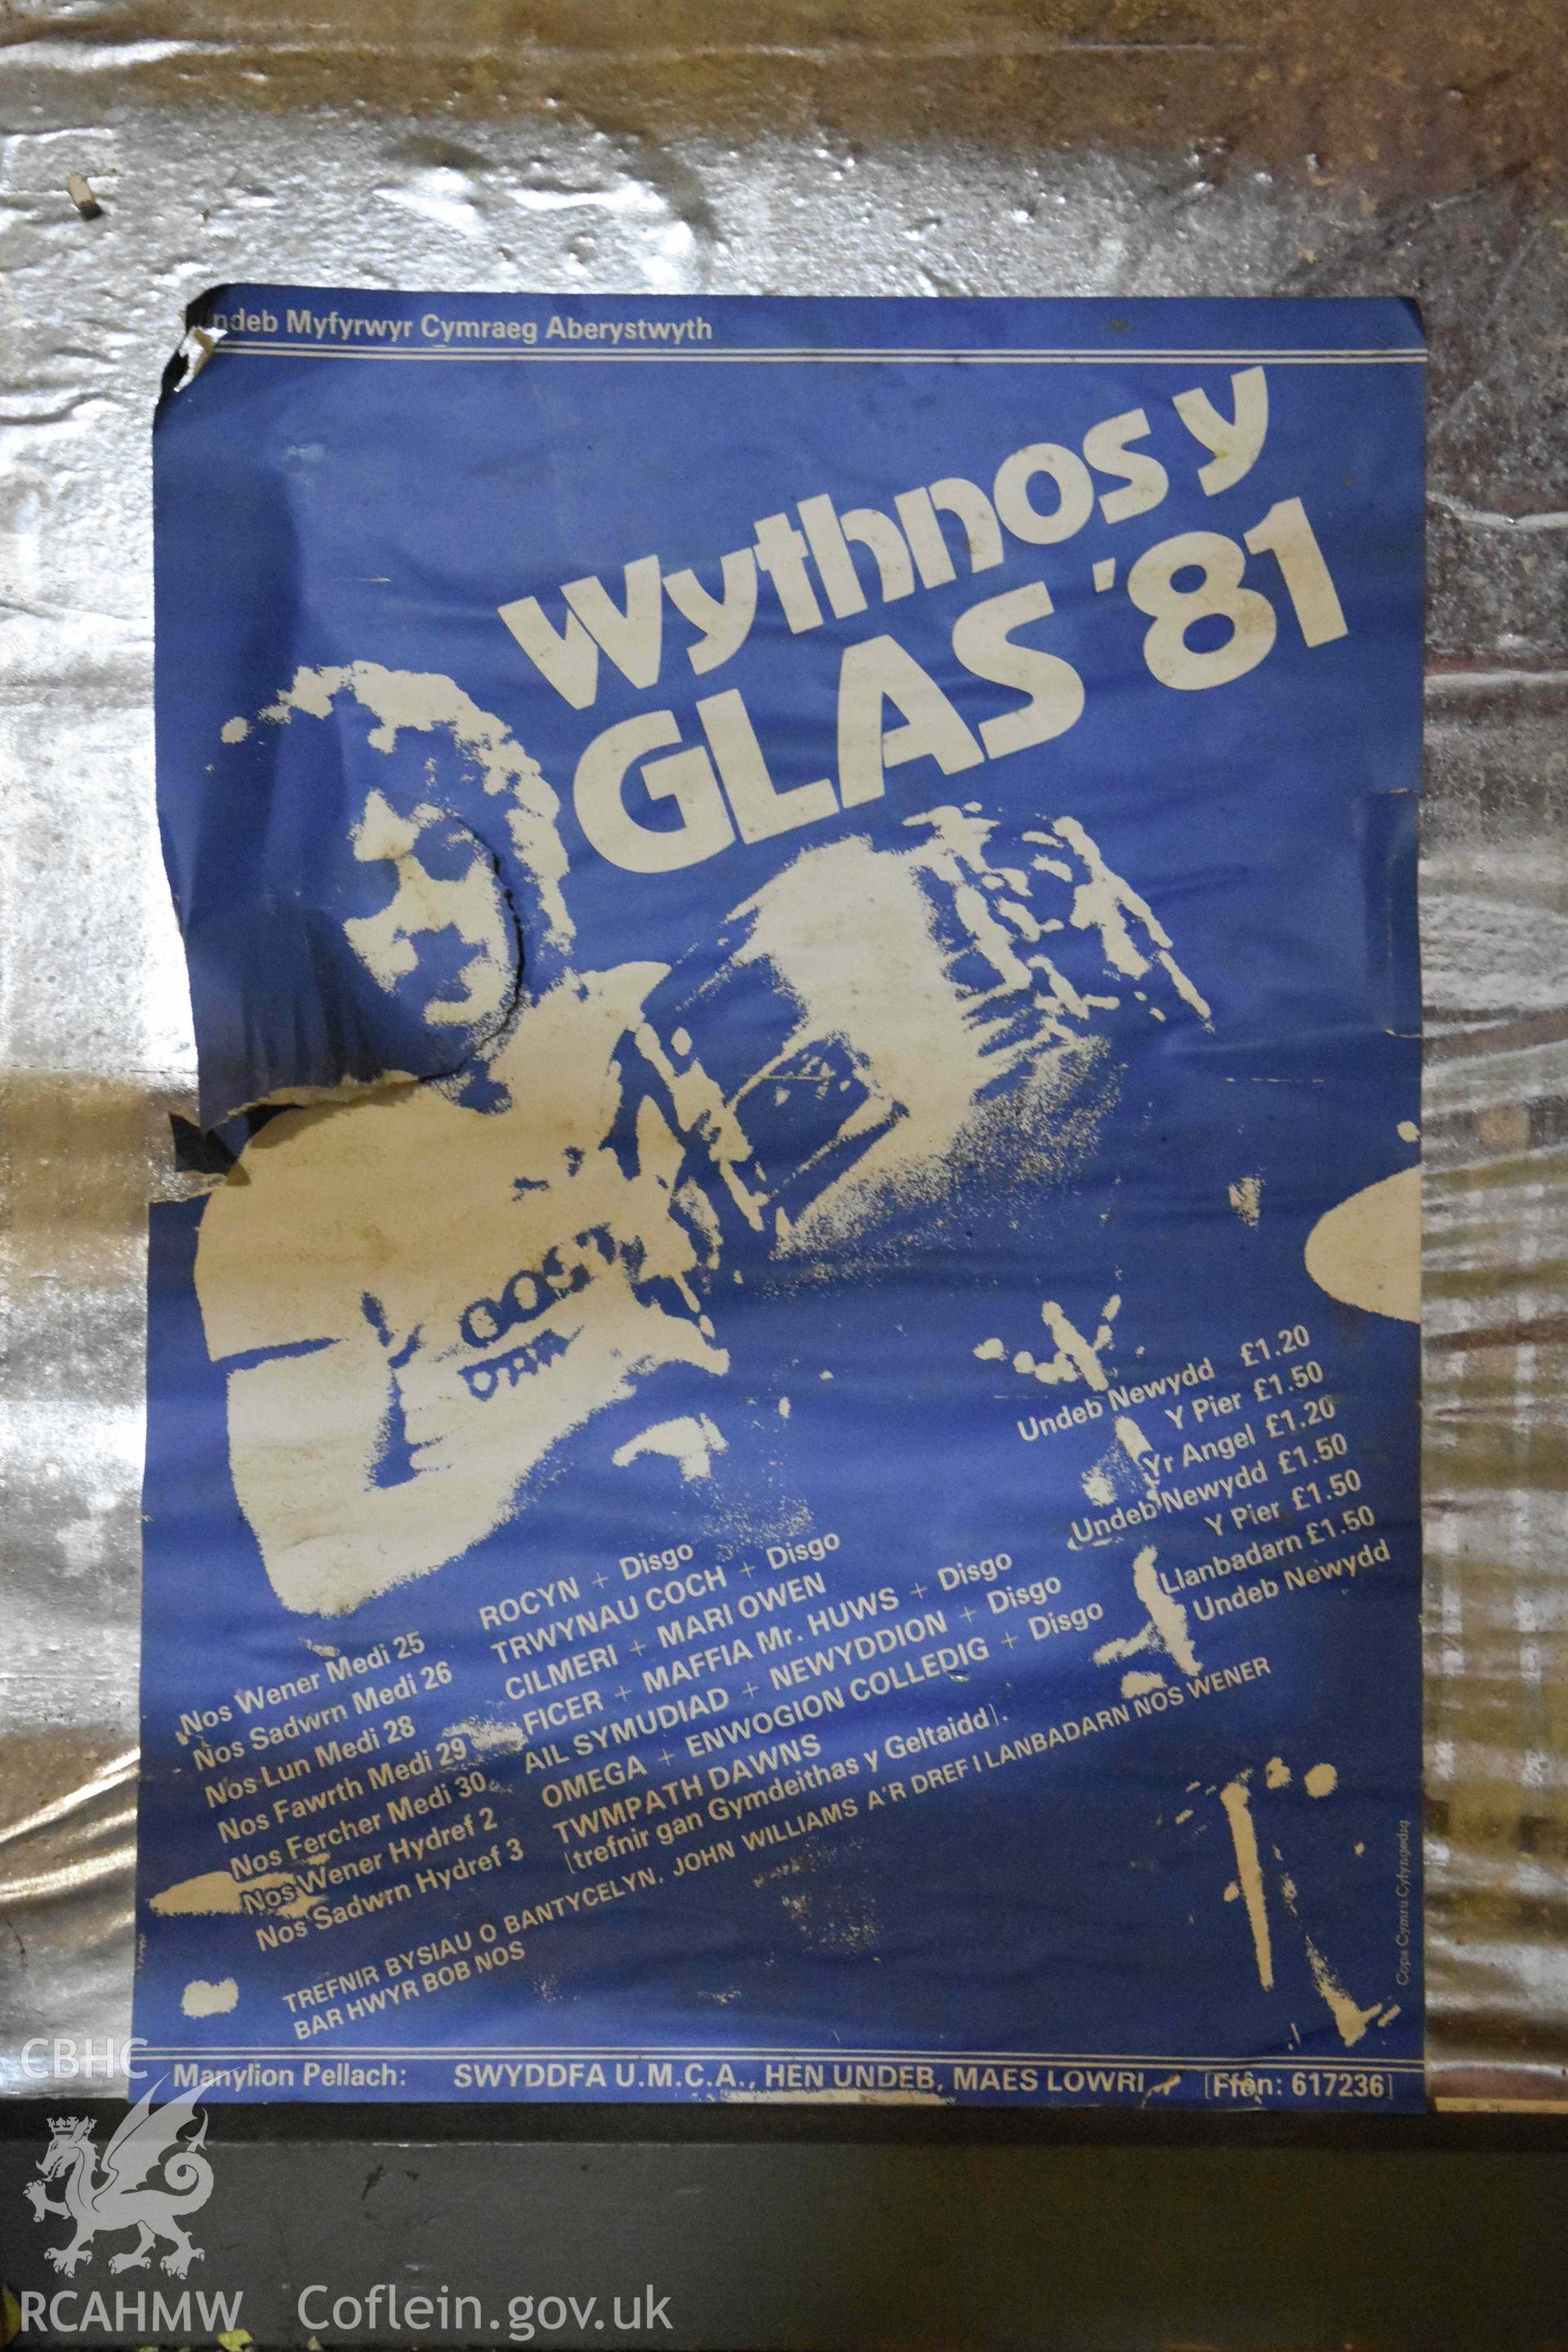 ndeb Myfyrwyr Cymraeg Aberystwyth
Wythnos y
GLAS '81
Nos Wener Medi 25 ROCYN + Disgo Undeb Newydd £1.20
Nos Sadwrn Medi 26 TRWYNAU COCH + Disgo Y Pier £1.50
Nos Lun Medi 28 CILMERI + MARI OWEN Yr Angel £1.20
Nos Fawrth Medi 29 FICER + MAFFIA Mr. HUWS + Disgo Undeb Newydd £1.50
Nos Fercher Medi 30 AIL SYMUDIAD + NEWYDDION + Disgo Y Pier £1.50
Nos Wener Hydref 2 OMEGA + ENWOGION COLLEDIG + Disgo Llanbadarn £1.50
Nos Sadwrn Hydref 3 TWMPATH DAWNS Undeb Newydd
[trefnir gan Gymdeithas y Geltaidd].
TREFNIR BYSIAU O BANTYCELYN, JOHN WILLIAMS A'R DREF I LANBADARN NOS WENER
BAR HWYR BOB NOS
Copa Cymru Cyfyngedig
Manylion Pellach: SWYDDFA U.M.C.A., HEN UNDEB, MAES LOWRI, [Ffôn: 617236]
CBHC
RCAHMW
Coflein.gov.uk